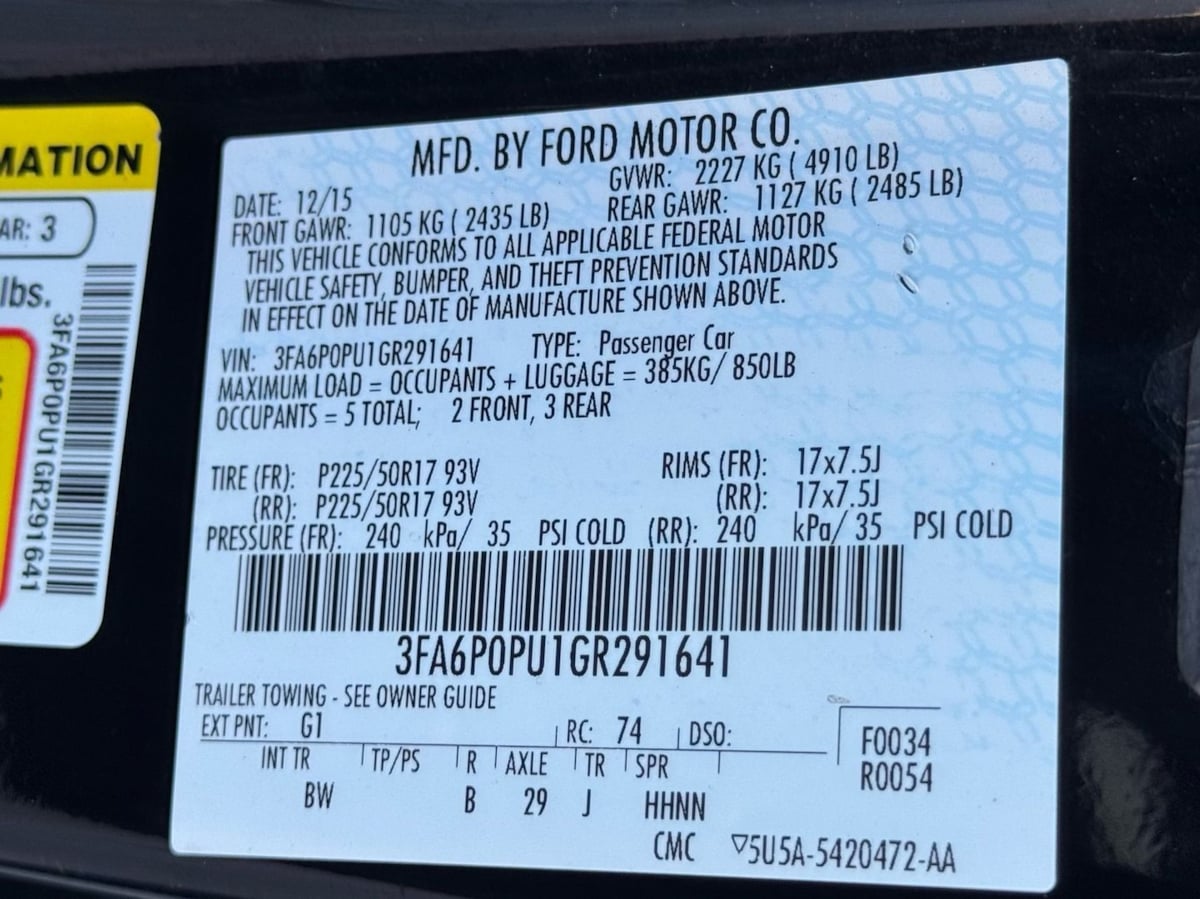 MATION
AR: 3
lbs.
3FA6P0PU1GR291641
MFD. BY FORD MOTOR CO.
DATE: 12/15 GVWR: 2227 KG ( 4910 LB)
FRONT GAWR: 1105 KG ( 2435 LB) REAR GAWR: 1127 KG ( 2485 LB)
THIS VEHICLE CONFORMS TO ALL APPLICABLE FEDERAL MOTOR
VEHICLE SAFETY, BUMPER, AND THEFT PREVENTION STANDARDS
IN EFFECT ON THE DATE OF MANUFACTURE SHOWN ABOVE.
VIN: 3FA6P0PU1GR291641 TYPE: Passenger Car
MAXIMUM LOAD = OCCUPANTS + LUGGAGE = 385KG/ 850LB
OCCUPANTS = 5 TOTAL; 2 FRONT, 3 REAR
TIRE (FR): P225/50R17 93V RIMS (FR): 17x7.5J
(RR): P225/50R17 93V (RR): 17x7.5J
PRESSURE (FR): 240 kPa/ 35 PSI COLD (RR): 240 kPa/ 35 PSI COLD
3FA6P0PU1GR291641
TRAILER TOWING - SEE OWNER GUIDE
EXT PNT: G1 RC: 74 DSO: F0034
R0054
INT TR TP/PS R AXLE TR SPR
BW B 29 J HHNN
CMC ▽5U5A-5420472-AA